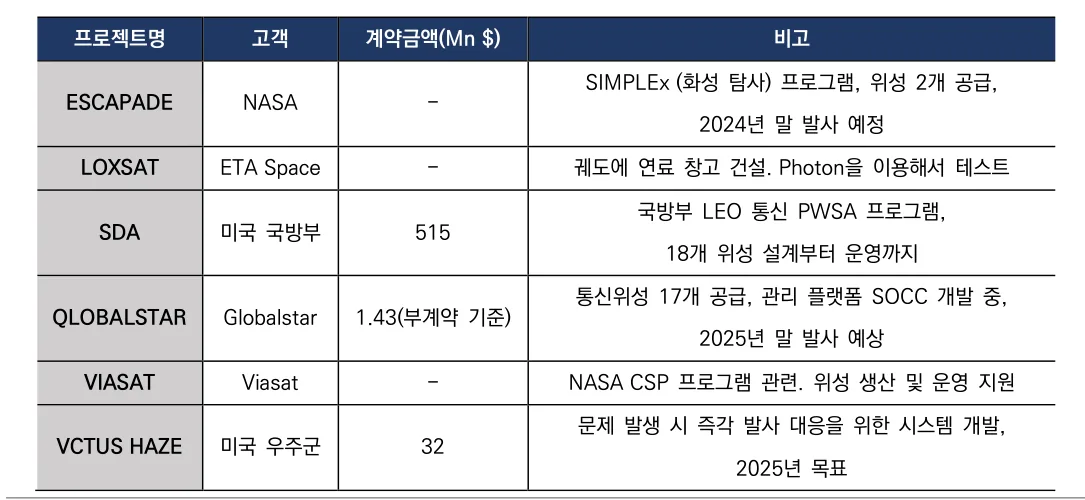 프로젝트명 고객 계약금액(Mn $) 비고
ESCAPADE NASA - SIMPLEx (화성 탐사) 프로그램, 위성 2개 공급,
2024년 말 발사 예정
LOXSAT ETA Space - 궤도에 연료 창고 건설. Photon을 이용해서 테스트
SDA 미국 국방부 515 국방부 LEO 통신 PWSA 프로그램,
18개 위성 설계부터 운영까지
QLOBALSTAR Globalstar 1.43(부계약 기준) 통신위성 17개 공급, 관리 플랫폼 SOCC 개발 중,
2025년 말 발사 예상
VIASAT Viasat - NASA CSP 프로그램 관련. 위성 생산 및 운영 지원
VCTUS HAZE 미국 우주군 32 문제 발생 시 즉각 발사 대응을 위한 시스템 개발,
2025년 목표